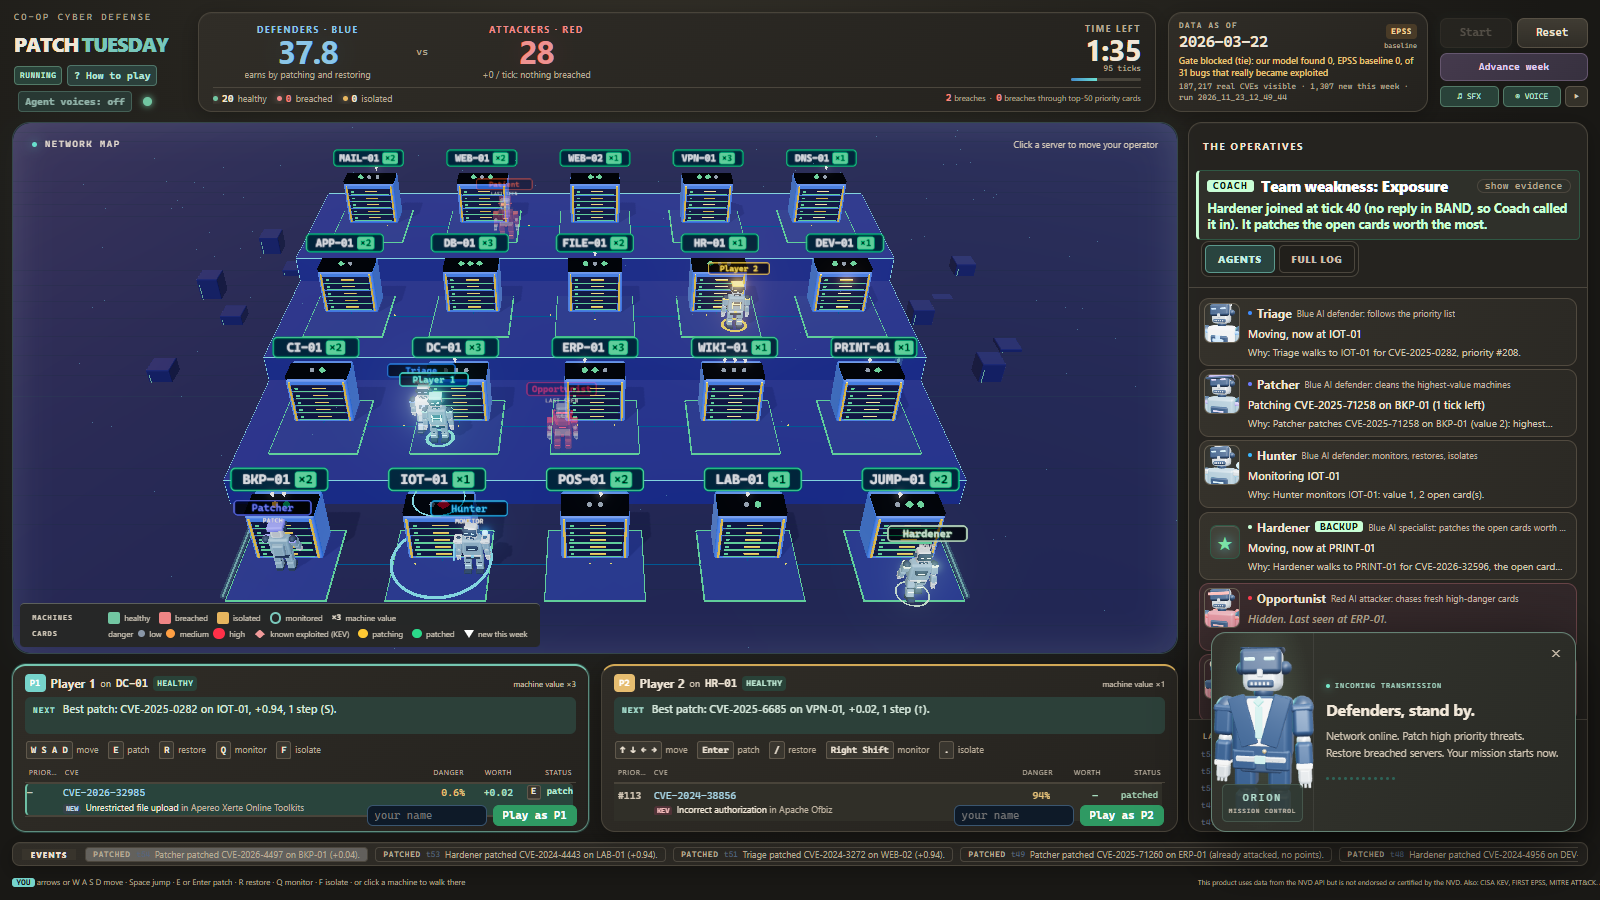 CO-OP CYBER DEFENSE
PATCH TUESDAY
RUNNING
? How to play
Agent voices: off
DEFENDERS · BLUE
37.8
earns by patching and restoring
vs
ATTACKERS · RED
28
+0 / tick: nothing breached
TIME LEFT
1:35
95 ticks
20 healthy
0 breached
0 isolated
2 breaches · 0 breaches through top-50 priority cards
DATA AS OF
2026-03-22
EPSS
baseline
Gate blocked (tie): our model found 0, EPSS baseline 0, of
31 bugs that really became exploited
187,217 real CVEs visible · 1,307 new this week ·
run 2026_11_23_12_49_44
Start
Reset
Advance week
♫ SFX
VOICE
NETWORK MAP
Click a server to move your operator
MAIL-01 ×2
WEB-01 ×2
WEB-02 ×1
VPN-01 ×3
DNS-01 ×1
APP-01 ×2
DB-01 ×3
FILE-01 ×2
HR-01 ×1
DEV-01 ×1
Player 2
CI-01 ×2
DC-01 ×3
ERP-01 ×3
WIKI-01 ×1
PRINT-01 ×1
Triage
Player 1
BKP-01 ×2
IOT-01 ×1
POS-01 ×2
LAB-01 ×1
JUMP-01 ×2
Patcher
Hunter
MONITOR
Hardener
MACHINES
healthy
breached
isolated
monitored
×3 machine value
CARDS
danger
low
medium
high
known exploited (KEV)
patching
patched
new this week
THE OPERATIVES
COACH
Team weakness: Exposure
show evidence
Hardener joined at tick 40 (no reply in BAND, so Coach called
it in). It patches the open cards worth the most.
AGENTS
FULL LOG
Triage Blue AI defender: follows the priority list
Moving, now at IOT-01
Why: Triage walks to IOT-01 for CVE-2025-0282, priority #208.
Patcher Blue AI defender: cleans the highest-value machines
Patching CVE-2025-71258 on BKP-01 (1 tick left)
Why: Patcher patches CVE-2025-71258 on BKP-01 (value 2): highest...
Hunter Blue AI defender: monitors, restores, isolates
Monitoring IOT-01
Why: Hunter monitors IOT-01: value 1, 2 open card(s).
Hardener BACKUP Blue AI specialist: patches the open cards worth ...
Moving, now at PRINT-01
Why: Hardener walks to PRINT-01 for CVE-2026-32596, the open card...
Opportunist Red AI attacker: chases fresh high-danger cards
Hidden. Last seen at ERP-01.
INCOMING TRANSMISSION
Defenders, stand by.
Network online. Patch high priority threats.
Restore breached servers. Your mission starts now.
ORION
MISSION CONTROL
P1 Player 1 on DC-01 HEALTHY
machine value ×3
NEXT Best patch: CVE-2025-0282 on IOT-01, +0.94, 1 step (S).
W S A D move E patch R restore Q monitor F isolate
PRIOR... CVE DANGER WORTH STATUS
— CVE-2026-32985 0.6% +0.02 E patch
NEW Unrestricted file upload in Apereo Xerte Online Toolkits
your name
Play as P1
P2 Player 2 on HR-01 HEALTHY
machine value ×1
NEXT Best patch: CVE-2025-6685 on VPN-01, +0.02, 1 step (↑).
↑ ↓ ← → move Enter patch / restore Right Shift monitor . isolate
PRIOR... CVE DANGER WORTH STATUS
#113 CVE-2024-38856 94% — patched
KEV Incorrect authorization in Apache Ofbiz
your name
Play as P2
EVENTS
PATCHED Patcher patched CVE-2026-4497 on BKP-01 (+0.04).
PATCHED t53 Hardener patched CVE-2024-4443 on LAB-01 (+0.94).
PATCHED t51 Triage patched CVE-2024-3272 on WEB-02 (+0.94).
PATCHED t49 Patcher patched CVE-2025-71260 on ERP-01 (already attacked, no points).
PATCHED t48 Hardener patched CVE-2024-4956 on DEV-
YOU arrows or W A S D move · Space jump · E or Enter patch · R restore · Q monitor · F isolate · or click a machine to walk there
This product uses data from the NVD API but is not endorsed or certified by the NVD. Also: CISA KEV, FIRST EPSS, MITRE ATT&CK.